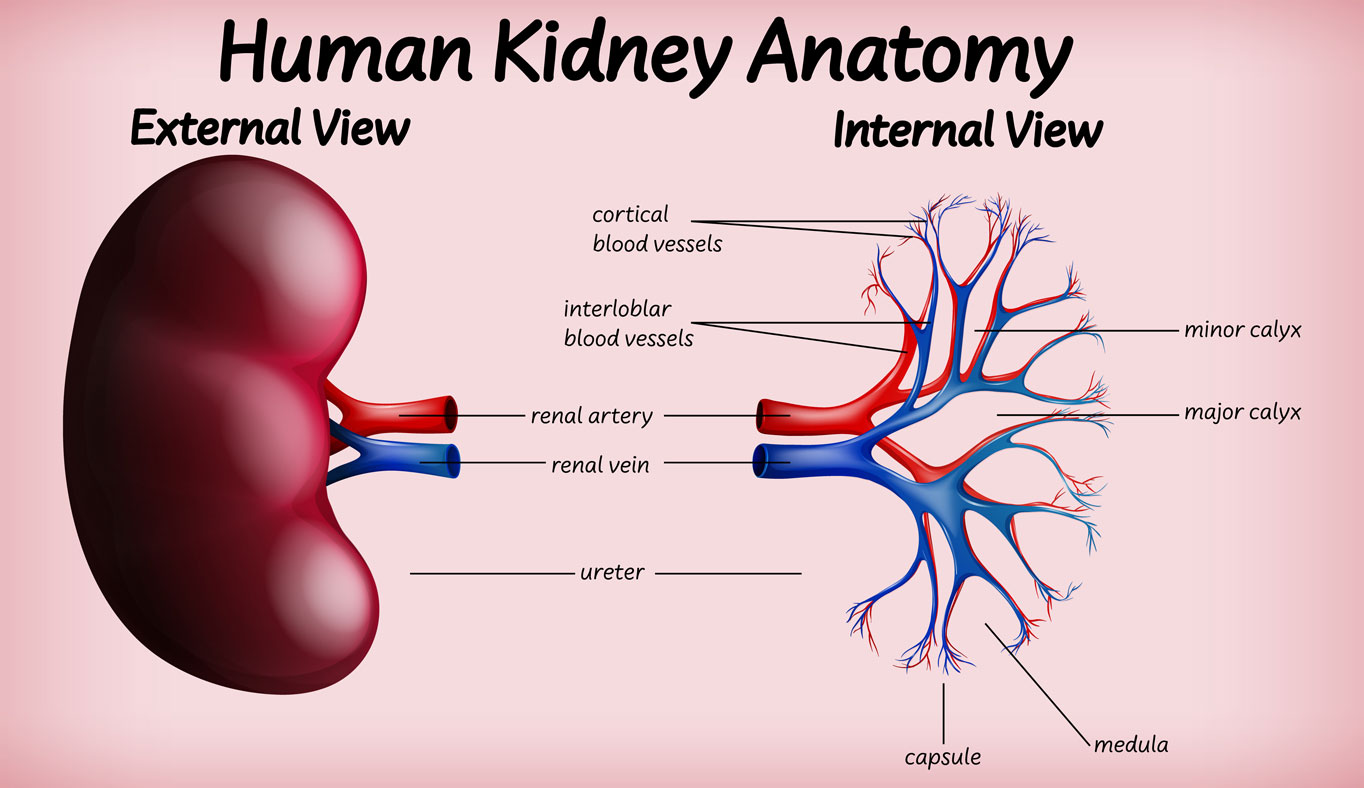 Human Kidney Anatomy
External View
Internal View
cortical
blood vessels
interloblar
blood vessels
minor calyx
renal artery
major calyx
renal vein
ureter
medula
capsule